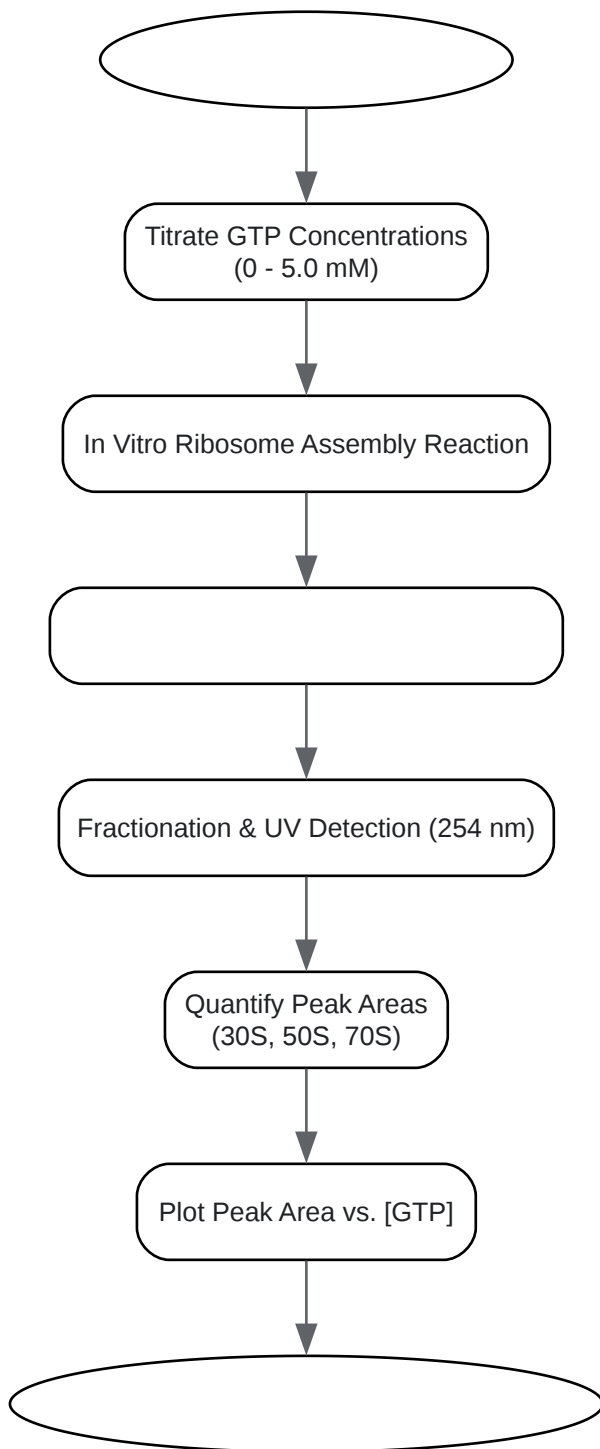 Titrate GTP Concentrations
(0 - 5.0 mM)
In Vitro Ribosome Assembly Reaction
Fractionation & UV Detection (254 nm)
Quantify Peak Areas
(30S, 50S, 70S)
Plot Peak Area vs. [GTP]